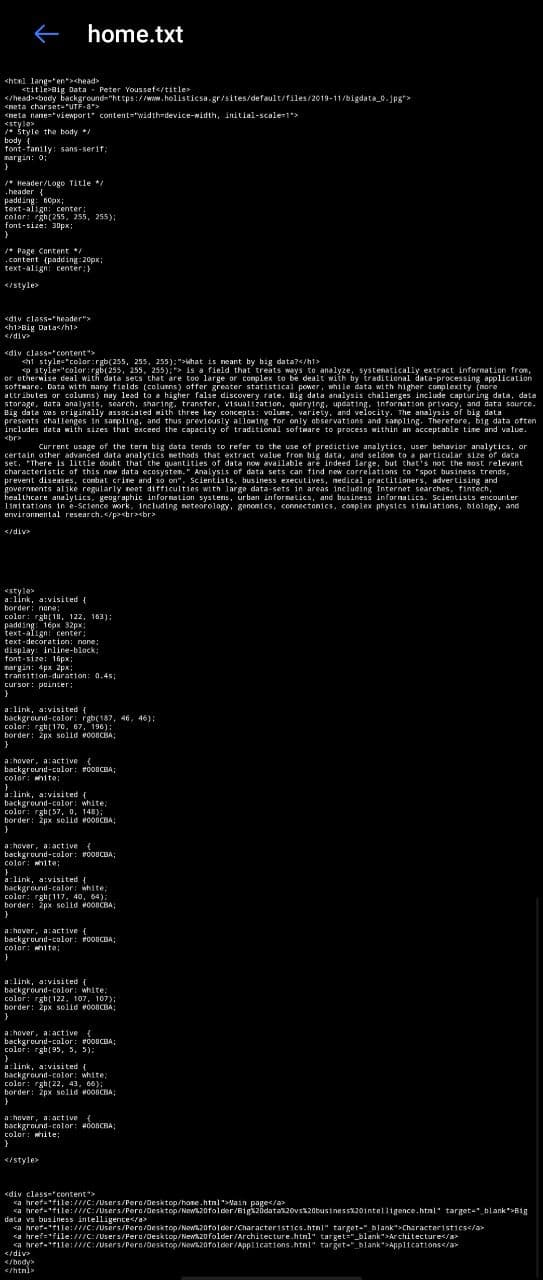 home.txt
<html lang="en"><head>
<title>Big Data - Peter Youssef</title>
</head><body background="https://www.holisticsa.gr/sites/default/files/2019-11/bigdata_0.jpg">
<meta charset="UTF-8">
<meta name="viewport" content="width=device-width, initial-scale=1">
<style>
/* Style the body */
body {
font-family: sans-serif;
margin: 0;
}
/* Header/Logo Title */
.header {
padding: 60px;
text-align: center;
color: rgb(255, 255, 255);
font-size: 30px;
}
/* Page Content */
.content {padding:20px;
text-align: center;}
</style>
<div class="header">
<h1>Big Data</h1>
</div>
<div class="content">
<h1 style="color:rgb(255, 255, 255);">What is meant by big data?</h1>
<p style="color:rgb(255, 255, 255);"> is a field that treats ways to analyze, systematically extract information from,
or otherwise deal with data sets that are too large or complex to be dealt with by traditional data-processing application
software. Data with many fields (columns) offer greater statistical power, while data with higher complexity (more
attributes or columns) may lead to a higher false discovery rate. Big data analysis challenges include capturing data, data
storage, data analysis, search, sharing, transfer, visualization, querying, updating, information privacy, and data source.
Big data was originally associated with three key concepts: volume, variety, and velocity. The analysis of big data
presents challenges in sampling, and thus previously allowing for only observations and sampling. Therefore, big data often
includes data with sizes that exceed the capacity of traditional software to process within an acceptable time and value.
<br>
Current usage of the term big data tends to refer to the use of predictive analytics, user behavior analytics, or
certain other advanced data analytics methods that extract value from big data, and seldom to a particular size of data
set. "There is little doubt that the quantities of data now available are indeed large, but that's not the most relevant
characteristic of this new data ecosystem." Analysis of data sets can find new correlations to "spot business trends,
prevent diseases, combat crime and so on". Scientists, business executives, medical practitioners, advertising and
governments alike regularly meet difficulties with large data-sets in areas including Internet searches, fintech,
healthcare analytics, geographic information systems, urban informatics, and business informatics. Scientists encounter
limitations in e-Science work, including meteorology, genomics, connectomics, complex physics simulations, biology, and
environmental research.</p><br><br>
</div>
<style>
a:link, a:visited {
border: none;
color: rgb(18, 122, 163);
padding: 16px 32px;
text-align: center;
text-decoration: none;
display: inline-block;
font-size: 16px;
margin: 4px 2px;
transition-duration: 0.4s;
cursor: pointer;
}
a:link, a:visited {
background-color: rgb(187, 46, 46);
color: rgb(170, 67, 196);
border: 2px solid #008CBA;
}
a:hover, a:active {
background-color: #008CBA;
color: white;
}
a:link, a:visited {
background-color: white;
color: rgb(57, 0, 148);
border: 2px solid #008CBA;
}
a:hover, a:active {
background-color: #008CBA;
color: white;
}
a:link, a:visited {
background-color: white;
color: rgb(117, 40, 64);
border: 2px solid #008CBA;
}
a:hover, a:active {
background-color: #008CBA;
color: white;
}
a:link, a:visited {
background-color: white;
color: rgb(122, 107, 107);
border: 2px solid #008CBA;
}
a:hover, a:active {
background-color: #008CBA;
color: rgb(95, 5, 5);
}
a:link, a:visited {
background-color: white;
color: rgb(22, 43, 66);
border: 2px solid #008CBA;
}
a:hover, a:active {
background-color: #008CBA;
color: white;
}
</style>
<div class="content">
<a href="file:///C:/Users/Pero/Desktop/home.html">Main page</a>
<a href="file:///C:/Users/Pero/Desktop/New%20folder/Big%20data%20vs%20business%20intelligence.html" target="_blank">Big
data vs business intelligence</a>
<a href="file:///C:/Users/Pero/Desktop/New%20folder/Characteristics.html" target="_blank">Characteristics</a>
<a href="file:///C:/Users/Pero/Desktop/New%20folder/Architecture.html" target="_blank">Architecture</a>
<a href="file:///C:/Users/Pero/Desktop/New%20folder/Applications.html" target="_blank">Applications</a>
</div>
</body>
</html>